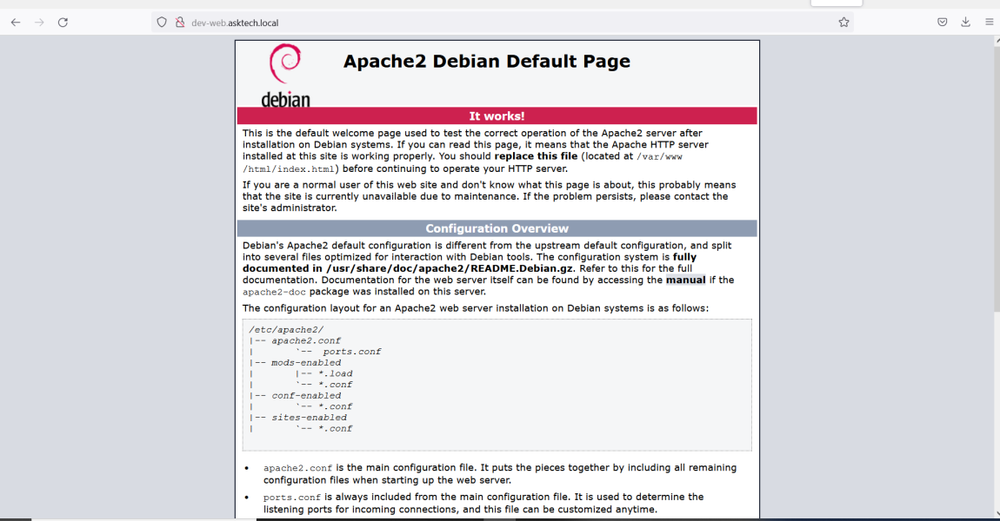 dev-web.asktech.local
debian
Apache2 Debian Default Page
It works!
This is the default welcome page used to test the correct operation of the Apache2 server after
installation on Debian systems. If you can read this page, it means that the Apache HTTP server
installed at this site is working properly. You should replace this file (located at /var/www
/html/index.html) before continuing to operate your HTTP server.
If you are a normal user of this web site and don't know what this page is about, this probably means
that the site is currently unavailable due to maintenance. If the problem persists, please contact the
site's administrator.
Configuration Overview
Debian's Apache2 default configuration is different from the upstream default configuration, and split
into several files optimized for interaction with Debian tools. The configuration system is fully
documented in /usr/share/doc/apache2/README.Debian.gz. Refer to this for the full
documentation. Documentation for the web server itself can be found by accessing the manual if the
apache2-doc package was installed on this server.
The configuration layout for an Apache2 web server installation on Debian systems is as follows:
/etc/apache2/
|-- apache2.conf
|       `--  ports.conf
|-- mods-enabled
|       |-- *.load
|       `-- *.conf
|-- conf-enabled
|       `-- *.conf
|-- sites-enabled
|       `-- *.conf
• apache2.conf is the main configuration file. It puts the pieces together by including all remaining
configuration files when starting up the web server.
• ports.conf is always included from the main configuration file. It is used to determine the
listening ports for incoming connections, and this file can be customized anytime.